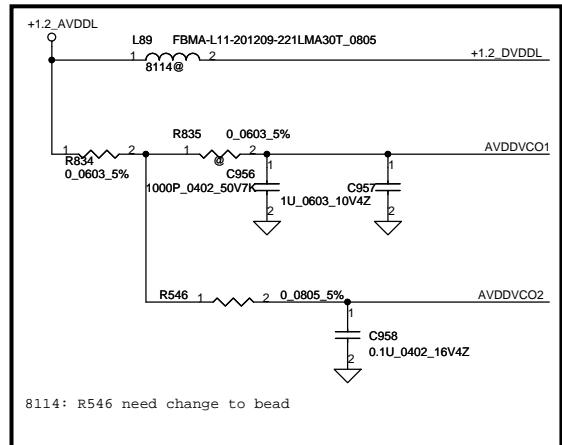 +1.2_AVDDL
L89 FBMA-L11-201209-221LMA30T_0805
1 2
8114@
+1.2_DVDDL
R835 0_0603_5%
1 2 1 2
R834 @
0_0603_5%
AVDDVCO1
C956
1000P_0402_50V7K
1
2
C957
1U_0603_10V4Z
1
2
R546 1 2 0_0805_5%
AVDDVCO2
1
C958
2 0.1U_0402_16V4Z
8114: R546 need change to bead